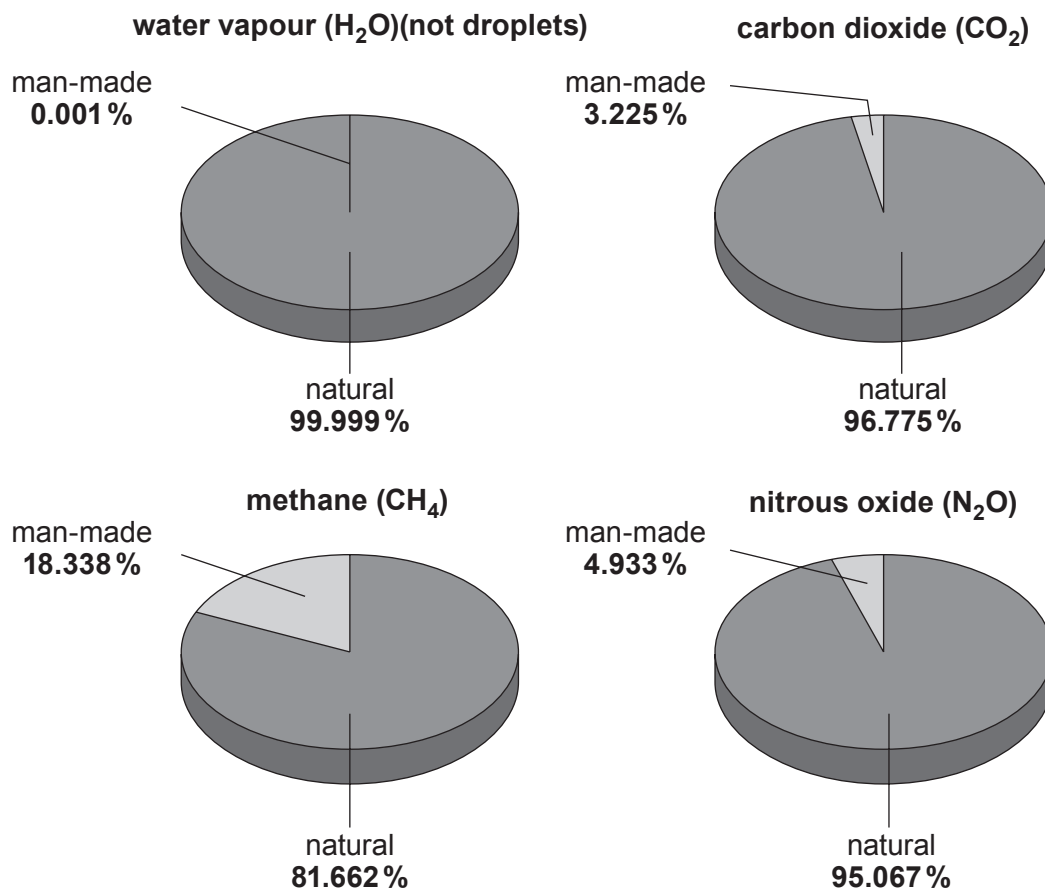 water vapour (H₂O)(not droplets)
man-made
0.001%
natural
99.999%
carbon dioxide (CO₂)
man-made
3.225%
natural
96.775%
methane (CH₄)
man-made
18.338%
natural
81.662%
nitrous oxide (N₂O)
man-made
4.933%
natural
95.067%